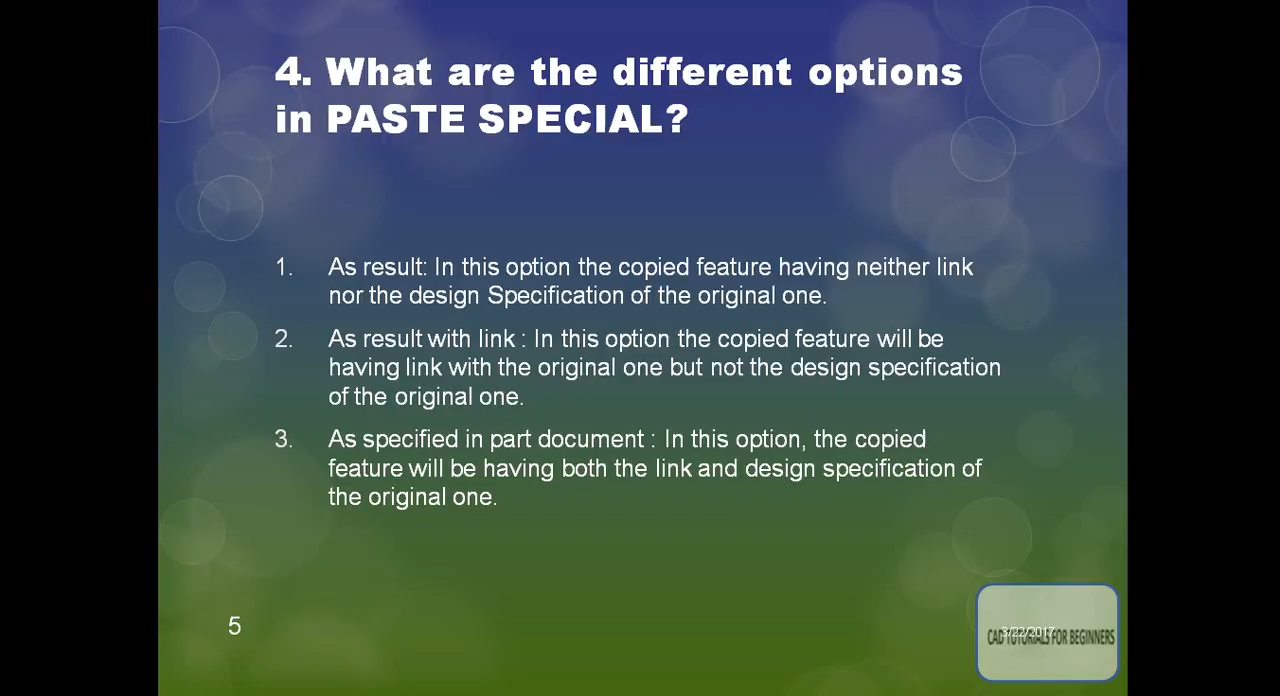 4. What are the different options
in PASTE SPECIAL?
1. As result: In this option the copied feature having neither link
nor the design Specification of the original one.
2. As result with link : In this option the copied feature will be
having link with the original one but not the design specification
of the original one.
3. As specified in part document : In this option, the copied
feature will be having both the link and design specification of
the original one.
5
3/22/2017
CAD TUTORIALS FOR BEGINNERS